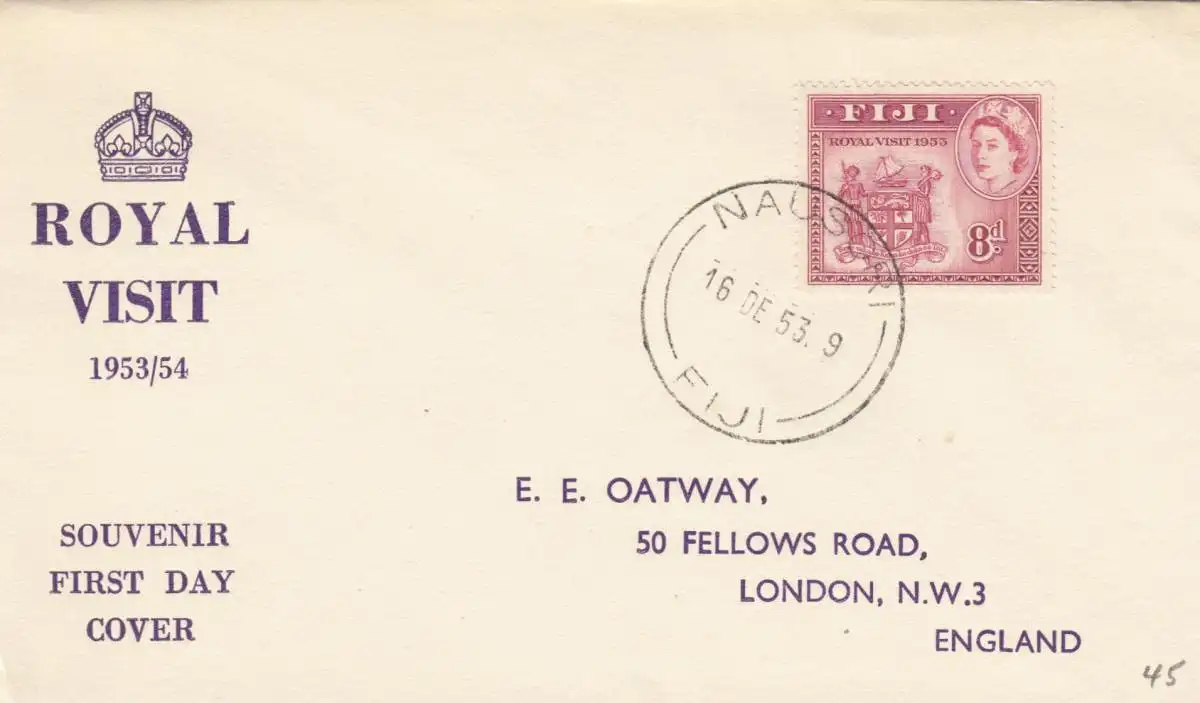 ROYAL
VISIT
1953/54
SOUVENIR
FIRST DAY
COVER
FIJI
ROYAL VISIT 1953
8d.
NAUSORI
16 DE 53. 9
FIJI
E. E. OATWAY,
50 FELLOWS ROAD,
LONDON, N.W.3
ENGLAND
45